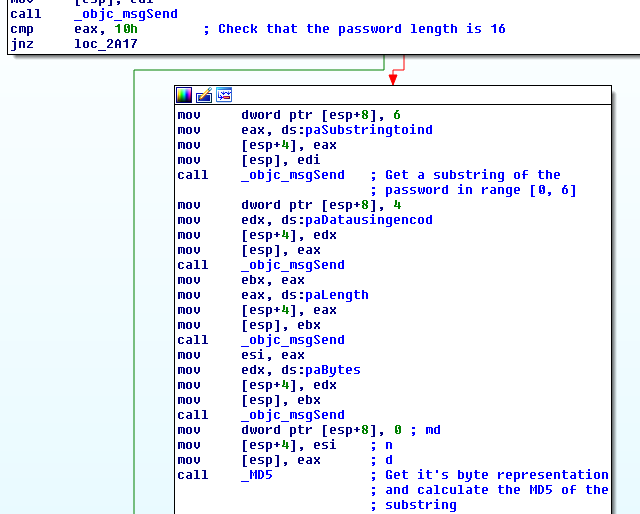 call _objc_msgSend
cmp eax, 10h ; Check that the password length is 16
jnz loc_2A17
mov dword ptr [esp+8], 6
mov eax, ds:paSubstringtoind
mov [esp+4], eax
mov [esp], edi
call _objc_msgSend ; Get a substring of the
; password in range [0, 6]
mov dword ptr [esp+8], 4
mov edx, ds:paDatausingencod
mov [esp+4], edx
mov [esp], eax
call _objc_msgSend
mov ebx, eax
mov eax, ds:paLength
mov [esp+4], eax
mov [esp], ebx
call _objc_msgSend
mov esi, eax
mov edx, ds:paBytes
mov [esp+4], edx
mov [esp], ebx
call _objc_msgSend
mov dword ptr [esp+8], 0 ; md
mov [esp+4], esi ; n
mov [esp], eax ; d
call _MD5 ; Get it's byte representation
; and calculate the MD5 of the
; substring